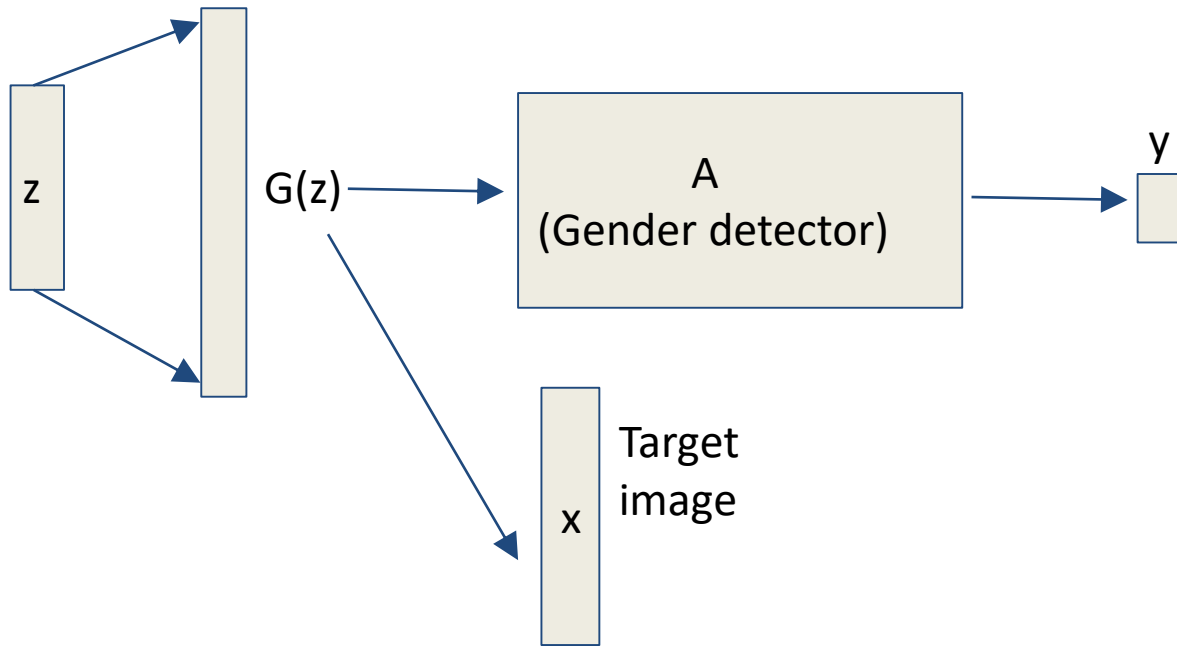 z
G(z)
A
(Gender detector)
y
x
Target
image